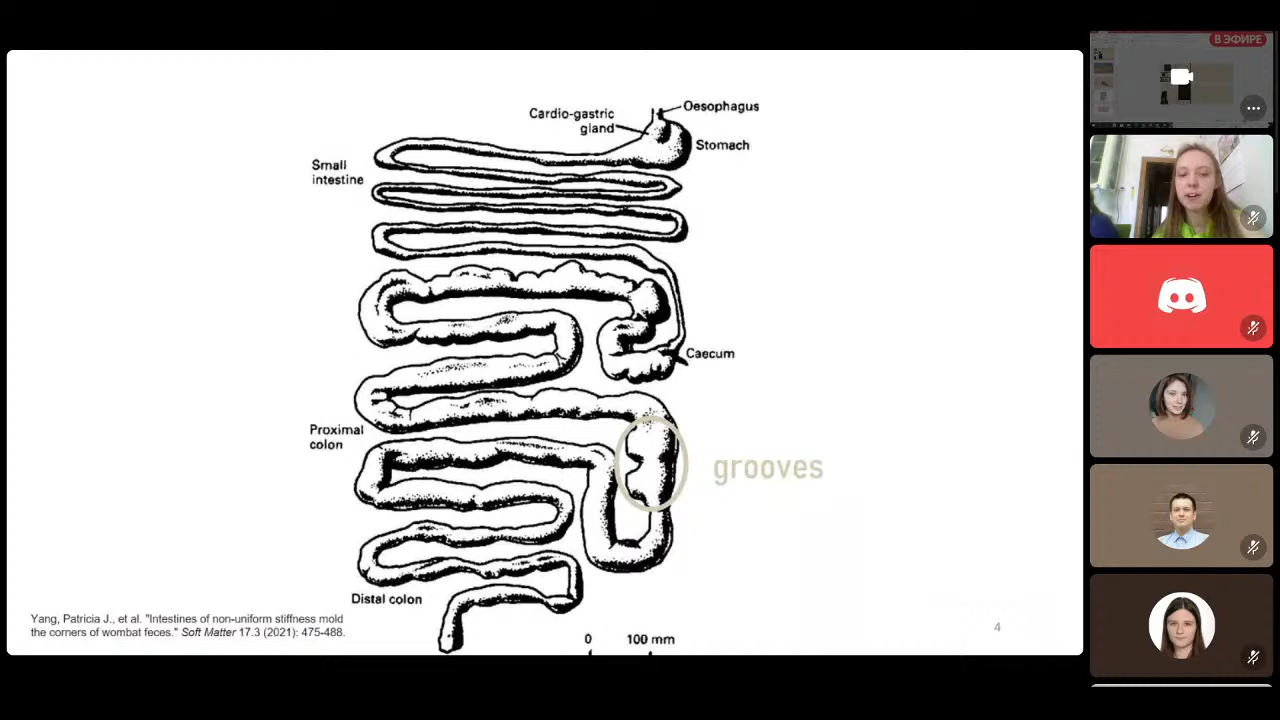 В ЭФИРЕ
Oesophagus
Cardio-gastric
gland
Stomach
Small
intestine
Caecum
Proximal
colon
grooves
Distal colon
Yang, Patricia J., et al. "Intestines of non-uniform stiffness mold
the corners of wombat feces." Soft Matter 17.3 (2021): 475-488.
4
0 100 mm